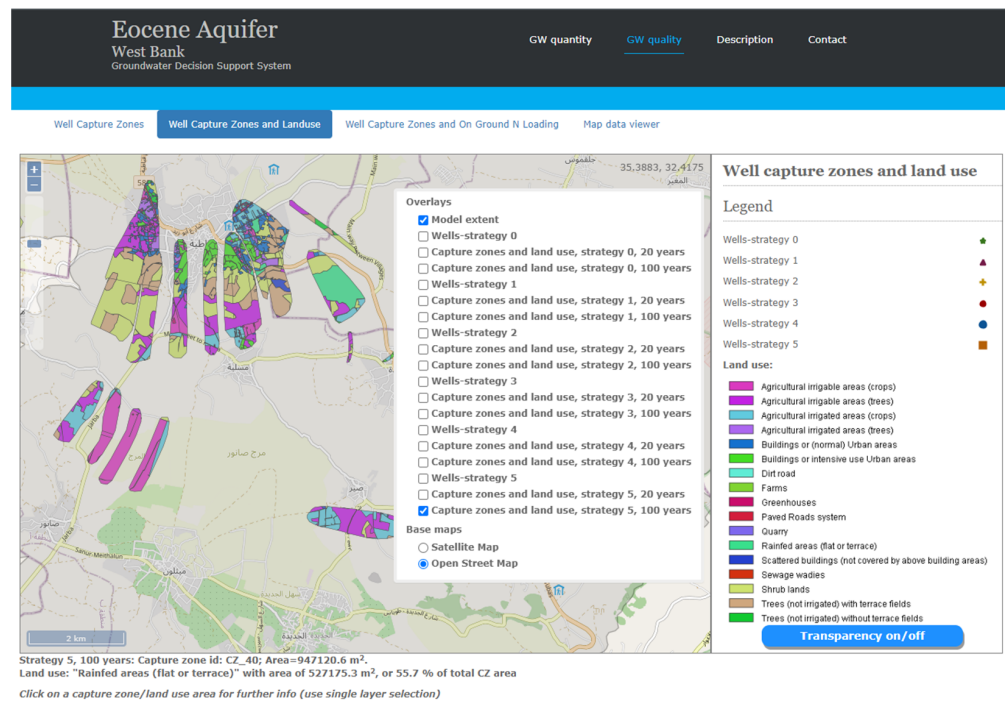 Eocene Aquifer
West Bank
Groundwater Decision Support System
GW quantity
GW quality
Description
Contact
Well Capture Zones
Well Capture Zones and Landuse
Well Capture Zones and On Ground N Loading
Map data viewer
+
−
35.3883, 32.4175
جلقموس
المغير
مسلية
مرج صانور
صير
صانور
ميثلون
سهل الجديدة
الجديدة
Jarba
Jarba
Sanur-Meithalun
2 km
Overlays
Model extent
Wells-strategy 0
Capture zones and land use, strategy 0, 20 years
Capture zones and land use, strategy 0, 100 years
Wells-strategy 1
Capture zones and land use, strategy 1, 20 years
Capture zones and land use, strategy 1, 100 years
Wells-strategy 2
Capture zones and land use, strategy 2, 20 years
Capture zones and land use, strategy 2, 100 years
Wells-strategy 3
Capture zones and land use, strategy 3, 20 years
Capture zones and land use, strategy 3, 100 years
Wells-strategy 4
Capture zones and land use, strategy 4, 20 years
Capture zones and land use, strategy 4, 100 years
Wells-strategy 5
Capture zones and land use, strategy 5, 20 years
Capture zones and land use, strategy 5, 100 years
Base maps
Satellite Map
Open Street Map
Well capture zones and land use
Legend
Wells-strategy 0
Wells-strategy 1
Wells-strategy 2
Wells-strategy 3
Wells-strategy 4
Wells-strategy 5
Land use:
Agricultural irrigable areas (crops)
Agricultural irrigable areas (trees)
Agricultural irrigated areas (crops)
Agricultural irrigated areas (trees)
Buildings or (normal) Urban areas
Buildings or intensive use Urban areas
Dirt road
Farms
Greenhouses
Paved Roads system
Quarry
Rainfed areas (flat or terrace)
Scattered buildings (not covered by above building areas)
Sewage wadies
Shrub lands
Trees (not irrigated) with terrace fields
Trees (not irrigated) without terrace fields
Transparency on/off
Strategy 5, 100 years: Capture zone id: CZ_40; Area=947120.6 m².
Land use: "Rainfed areas (flat or terrace)" with area of 527175.3 m², or 55.7 % of total CZ area
Click on a capture zone/land use area for further info (use single layer selection)